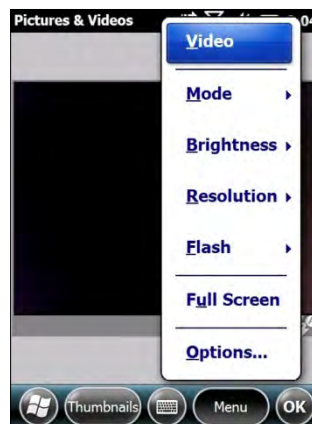 Pictures & Videos
Video
Mode
Brightness
Resolution
Flash
Full Screen
Options...
Thumbnails
Menu
OK